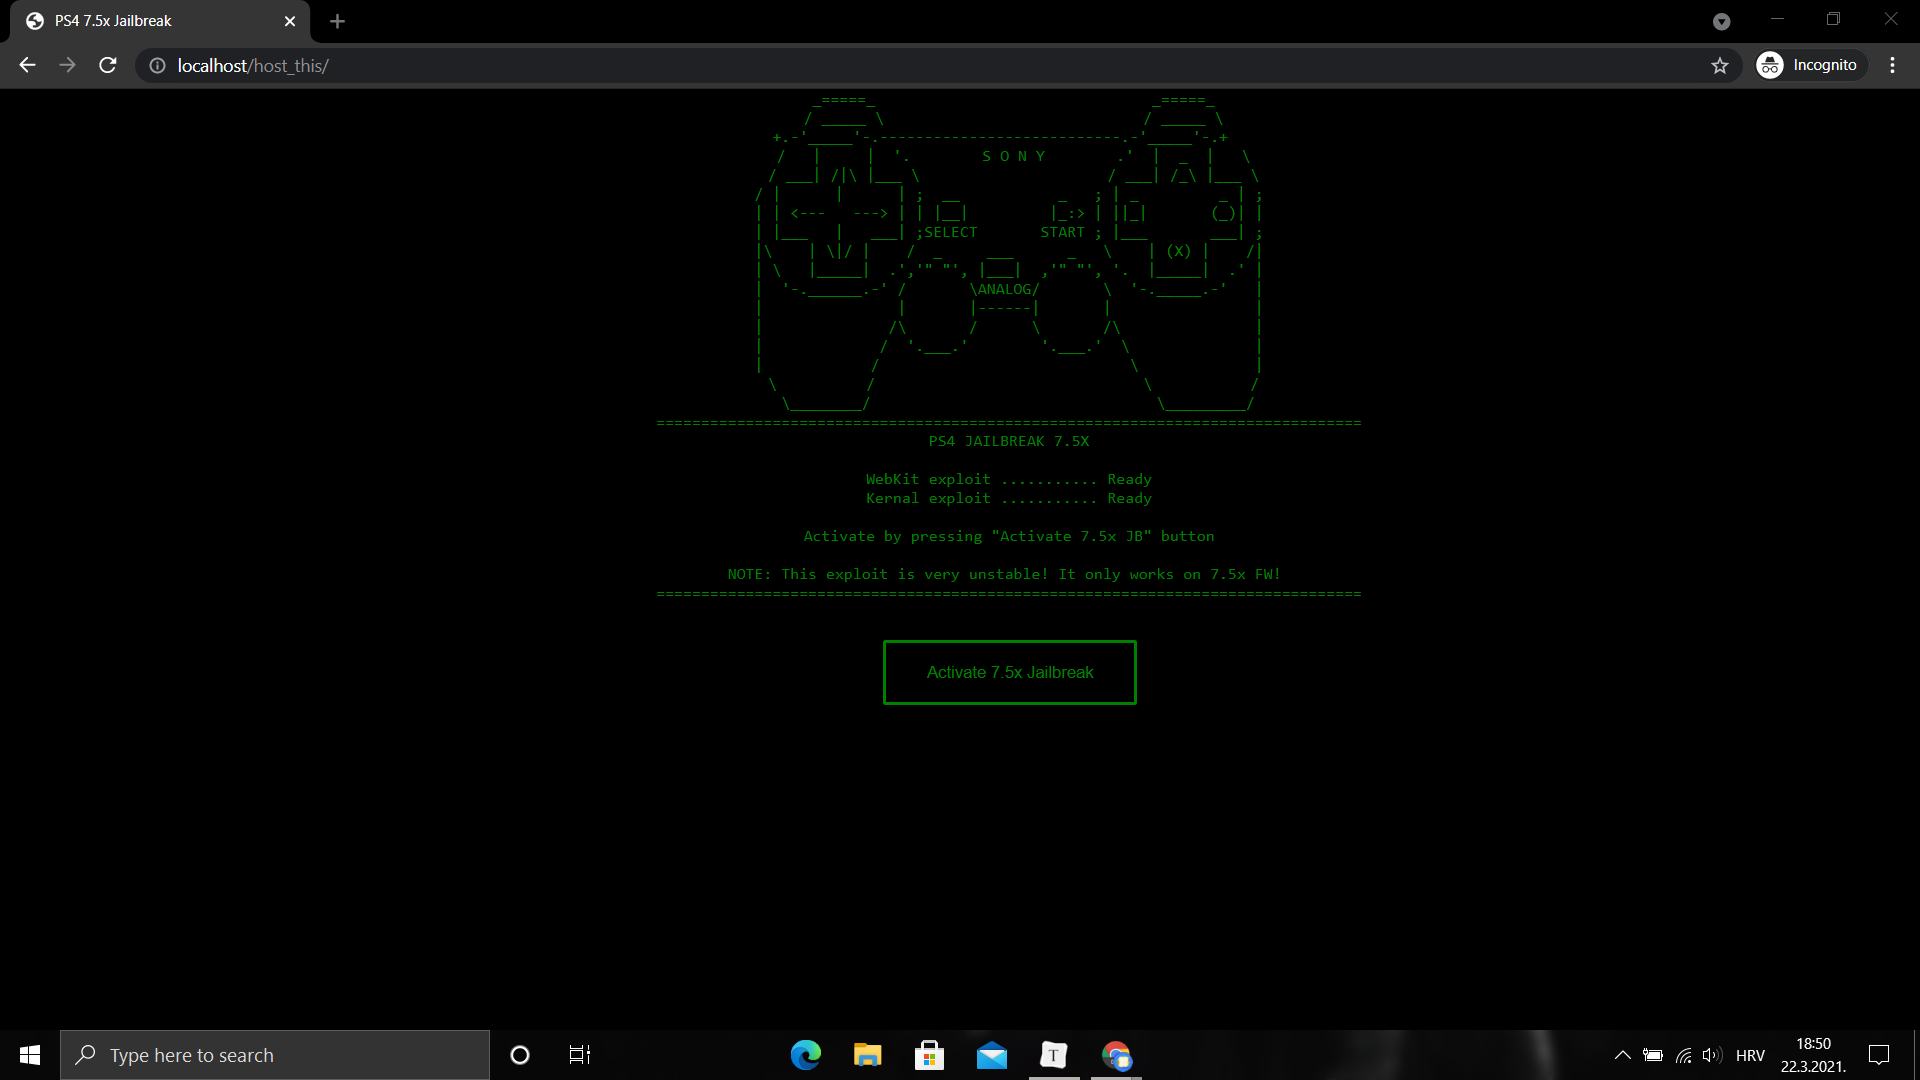 PS4 7.5x Jailbreak
localhost/host_this/
Incognito
S O N Y
SELECT START
(X)
ANALOG
PS4 JAILBREAK 7.5X
WebKit exploit ........... Ready
Kernal exploit ........... Ready
Activate by pressing "Activate 7.5x JB" button
NOTE: This exploit is very unstable! It only works on 7.5x FW!
Activate 7.5x Jailbreak
Type here to search
T
HRV
18:50
22.3.2021.